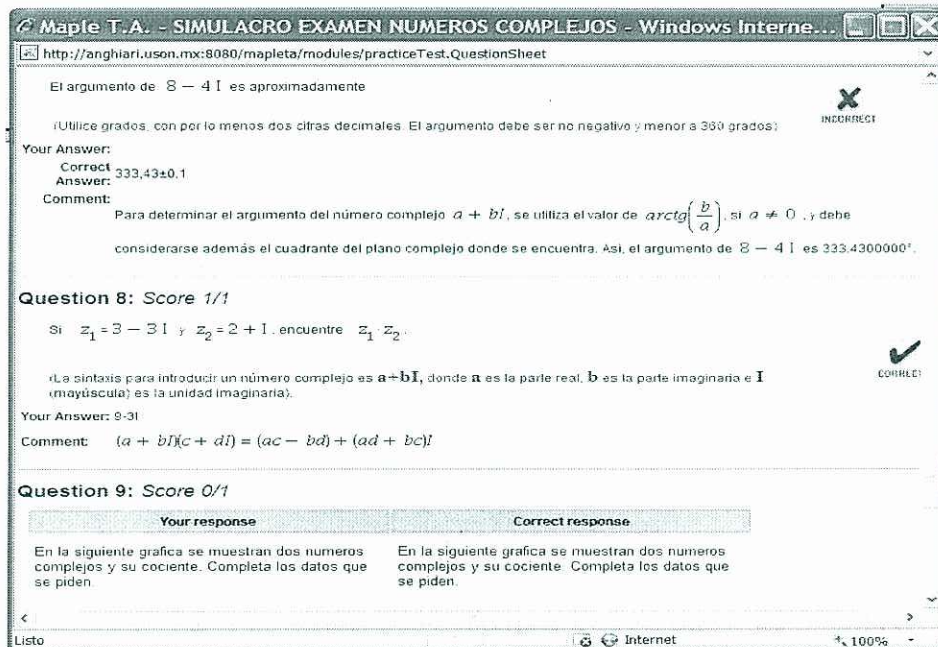 Maple T.A. - SIMULACRO EXAMEN NUMEROS COMPLEJOS - Windows Interne...
http://anghiari.uson.mx:8080/mapleta/modules/practiceTest.QuestionSheet
El argumento de 8 − 4 I es aproximadamente
INCORRECT
(Utilice grados, con por lo menos dos citras decimales. El argumento debe ser no negativo y menor a 360 grados)
Your Answer:
Correct Answer: 333,43±0.1
Comment:
Para determinar el argumento del número complejo a + bI, se utiliza el valor de arctg(b/a), si a ≠ 0 , y debe
considerarse además el cuadrante del plano complejo donde se encuentra. Asi, el argumento de 8 − 4 I es 333.4300000°.
Question 8: Score 1/1
Si z1 = 3 − 3 I y z2 = 2 + I, encuentre z1 · z2.
CORRECT
(La sintaxis para introducir un número complejo es a+bI, donde a es la parte real, b es la parte imaginaria e I
(mayúscula) es la unidad imaginaria).
Your Answer: 9-3I
Comment: (a + bI)(c + dI) = (ac − bd) + (ad + bc)I
Question 9: Score 0/1
Your response Correct response
En la siguiente grafica se muestran dos numeros En la siguiente grafica se muestran dos numeros
complejos y su cociente. Completa los datos que complejos y su cociente. Completa los datos que
se piden. se piden.
Listo Internet 100%